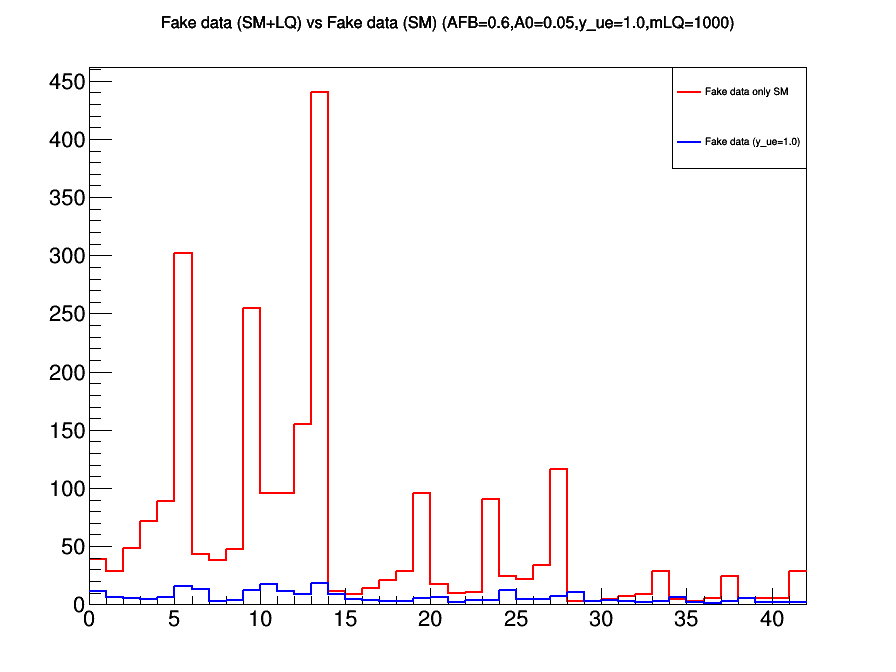 Fake data (SM+LQ) vs Fake data (SM) (AFB=0.6,A0=0.05,y_ue=1.0,mLQ=1000)
Fake data only SM
Fake data (y_ue=1.0)
450
400
350
300
250
200
150
100
50
0
0 5 10 15 20 25 30 35 40